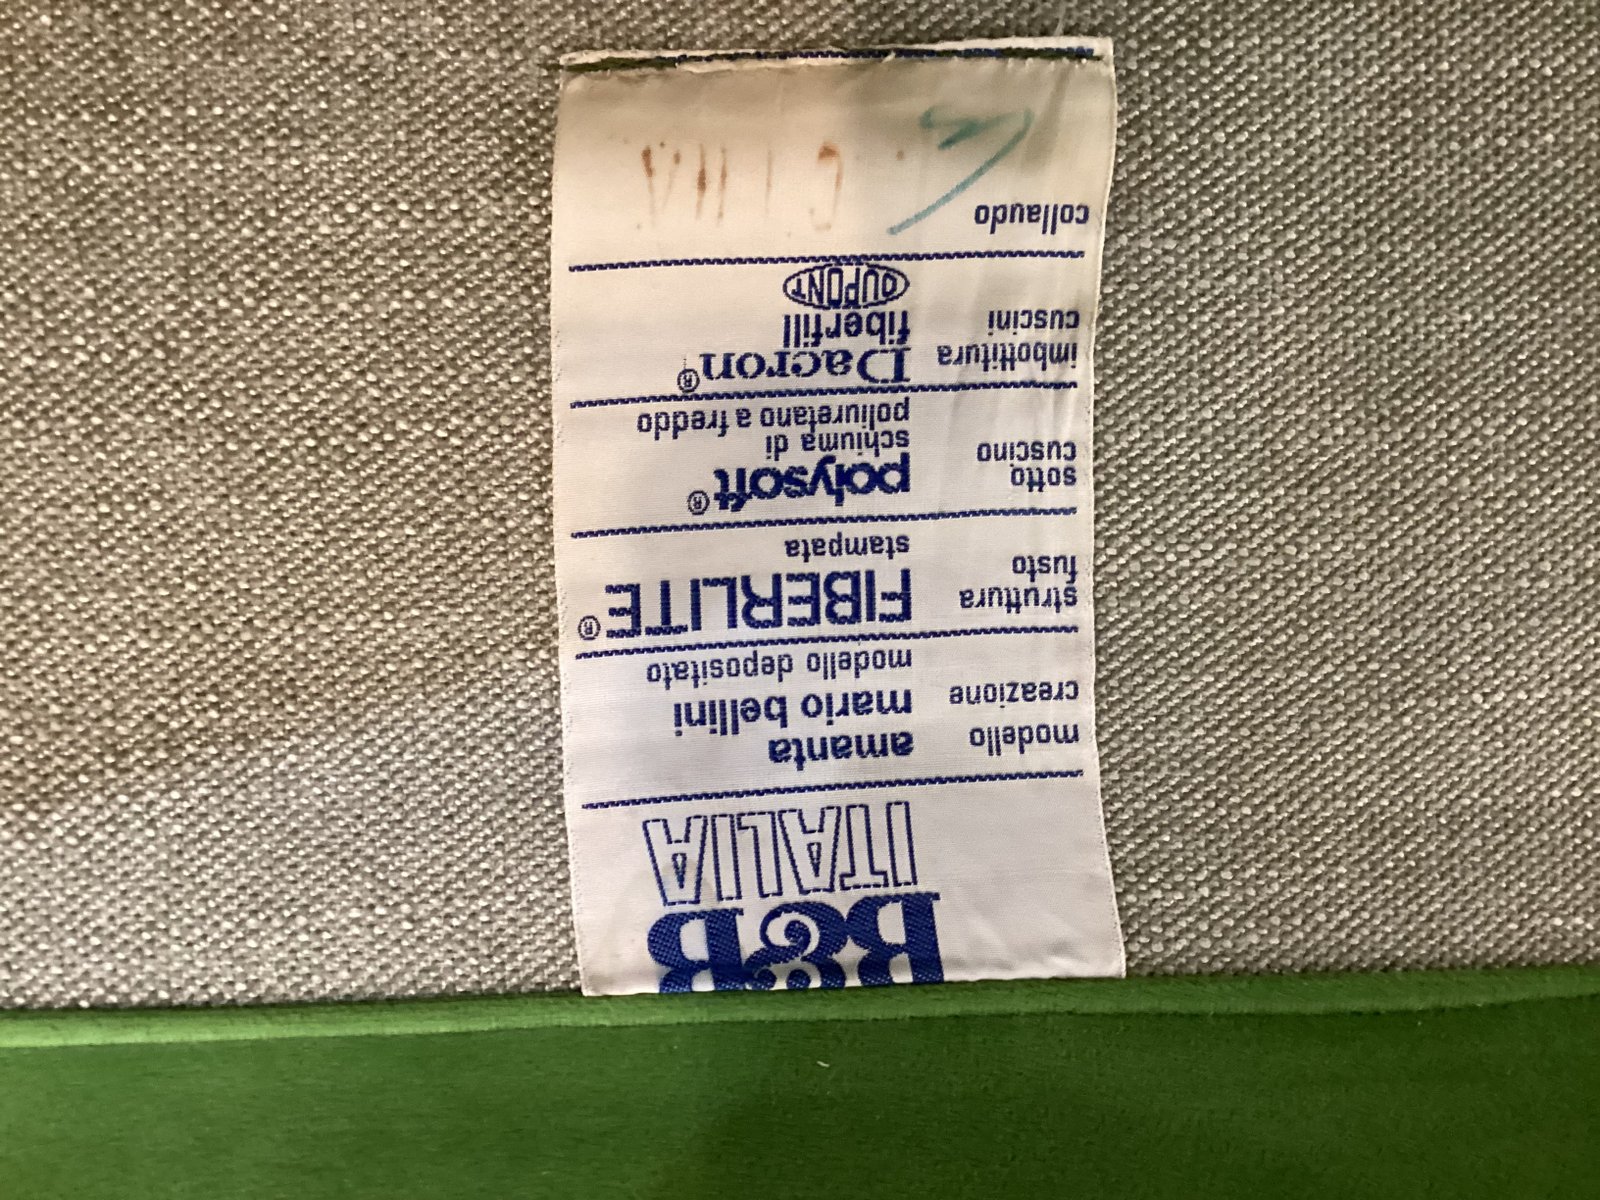 B&B
ITALIA
modello amanta
creazione mario bellini
modello depositato
struttura fusto FIBERLITE®
stampata
sotto cuscino polysoft®
schiuma di
poliuretano a freddo
imbottitura cuscini Dacron®
fiberfill
DUPONT
collaudo